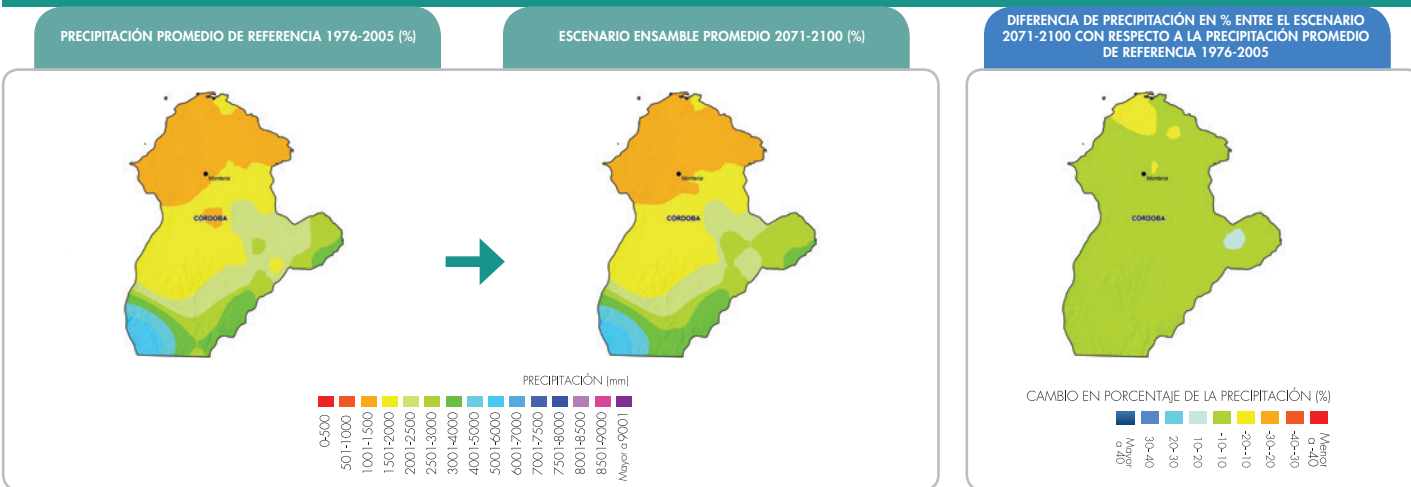 PRECIPITACIÓN PROMEDIO DE REFERENCIA 1976-2005 (%)
ESCENARIO ENSAMBLE PROMEDIO 2071-2100 (%)
DIFERENCIA DE PRECIPITACIÓN EN % ENTRE EL ESCENARIO
2071-2100 CON RESPECTO A LA PRECIPITACIÓN PROMEDIO
DE REFERENCIA 1976-2005
Montería
CÓRDOBA
Montería
CÓRDOBA
Montería
CÓRDOBA
PRECIPITACIÓN (mm)
0-500
501-1000
1001-1500
1501-2000
2001-2500
2501-3000
3001-4000
4001-5000
5001-6000
6001-7000
7001-7500
7501-8000
8001-8500
8501-9000
Mayor a 9001
CAMBIO EN PORCENTAJE DE LA PRECIPITACIÓN (%)
Mayor
a 40
30-40
20-30
10-20
-10-10
-20--10
-30--20
-40--30
Menor
a -40